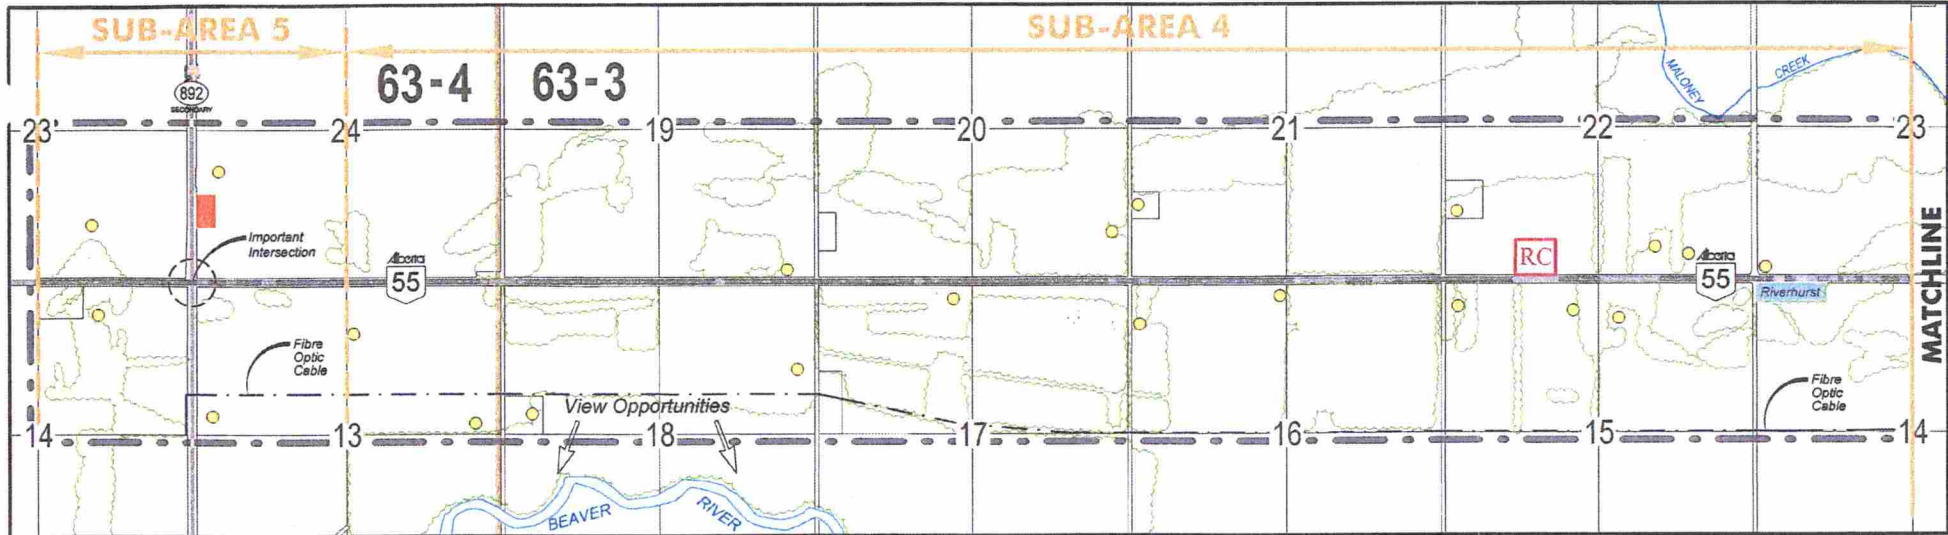 SUB-AREA 5
SUB-AREA 4
63-4
63-3
892
SECONDARY
MALONEY
CREEK
23
24
19
20
21
22
23
Important
Intersection
Alberta
55
RC
Alberta
55
Riverhurst
MATCHLINE
Fibre
Optic
Cable
View Opportunities
Fibre
Optic
Cable
14
13
18
17
16
15
14
BEAVER
RIVER